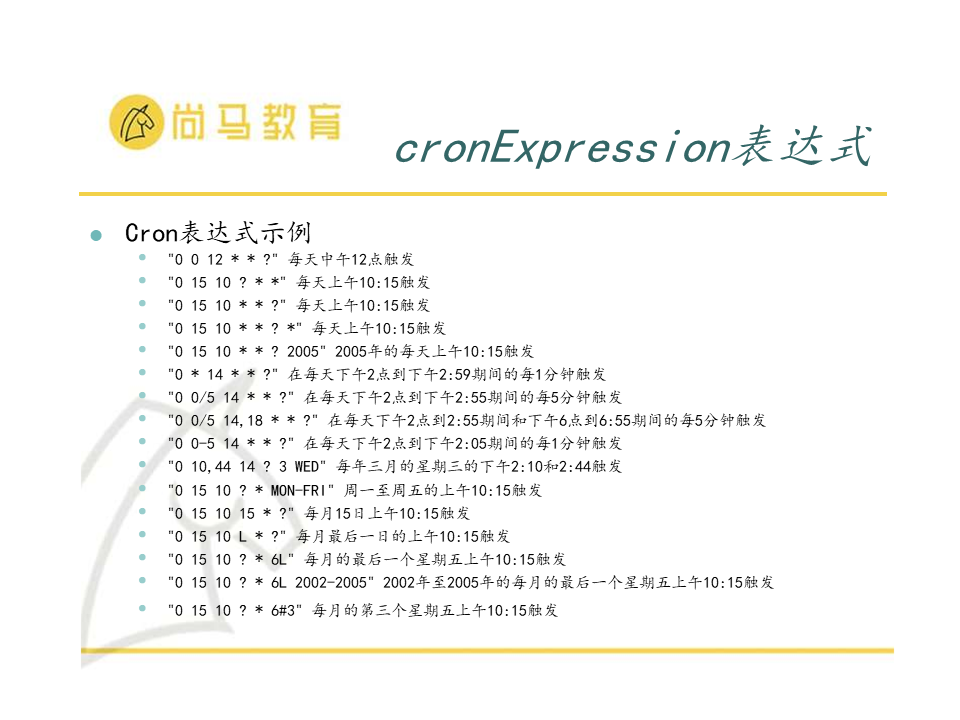 尚马教育
cronExpression表达式
Cron表达式示例
"0 0 12 * * ?" 每天中午12点触发
"0 15 10 ? * *" 每天上午10:15触发
"0 15 10 * * ?" 每天上午10:15触发
"0 15 10 * * ? *" 每天上午10:15触发
"0 15 10 * * ? 2005" 2005年的每天上午10:15触发
"0 * 14 * * ?" 在每天下午2点到下午2:59期间的每1分钟触发
"0 0/5 14 * * ?" 在每天下午2点到下午2:55期间的每5分钟触发
"0 0/5 14,18 * * ?" 在每天下午2点到2:55期间和下午6点到6:55期间的每5分钟触发
"0 0-5 14 * * ?" 在每天下午2点到下午2:05期间的每1分钟触发
"0 10,44 14 ? 3 WED" 每年三月的星期三的下午2:10和2:44触发
"0 15 10 ? * MON-FRI" 周一至周五的上午10:15触发
"0 15 10 15 * ?" 每月15日上午10:15触发
"0 15 10 L * ?" 每月最后一日的上午10:15触发
"0 15 10 ? * 6L" 每月的最后一个星期五上午10:15触发
"0 15 10 ? * 6L 2002-2005" 2002年至2005年的每月的最后一个星期五上午10:15触发
"0 15 10 ? * 6#3" 每月的第三个星期五上午10:15触发